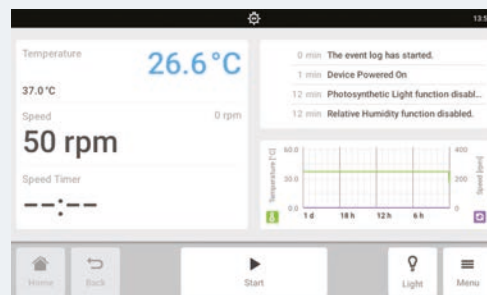 13:5
Temperature
26.6°C
37.0°C
Speed
0 rpm
50 rpm
Speed Timer
--:--
0 min The event log has started.
1 min Device Powered On
12 min Photosynthetic Light function disabl...
12 min Relative Humidity function disabled.
Temperature [°C]
60.0
30.0
0.0
1 d 18 h 12 h 6 h
400
200
0
Speed [rpm]
Home
Back
Start
Light
Menu